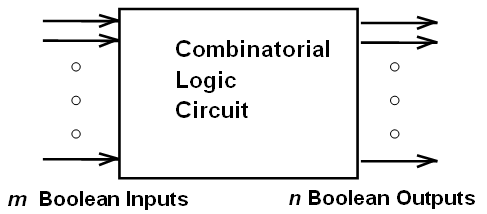 Combinatorial
Logic
Circuit
m Boolean Inputs
n Boolean Outputs